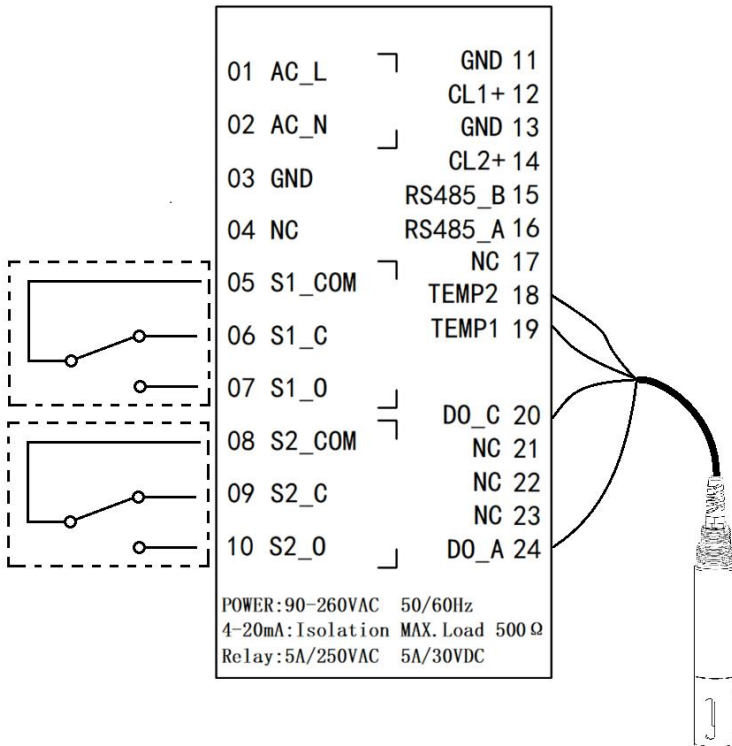 01 AC_L
02 AC_N
03 GND
04 NC
05 S1_COM
06 S1_C
07 S1_O
08 S2_COM
09 S2_C
10 S2_O
GND 11
CL1+ 12
GND 13
CL2+ 14
RS485_B 15
RS485_A 16
NC 17
TEMP2 18
TEMP1 19
DO_C 20
NC 21
NC 22
NC 23
DO_A 24
POWER:90-260VAC 50/60Hz
4-20mA:Isolation MAX.Load 500Ω
Relay:5A/250VAC 5A/30VDC